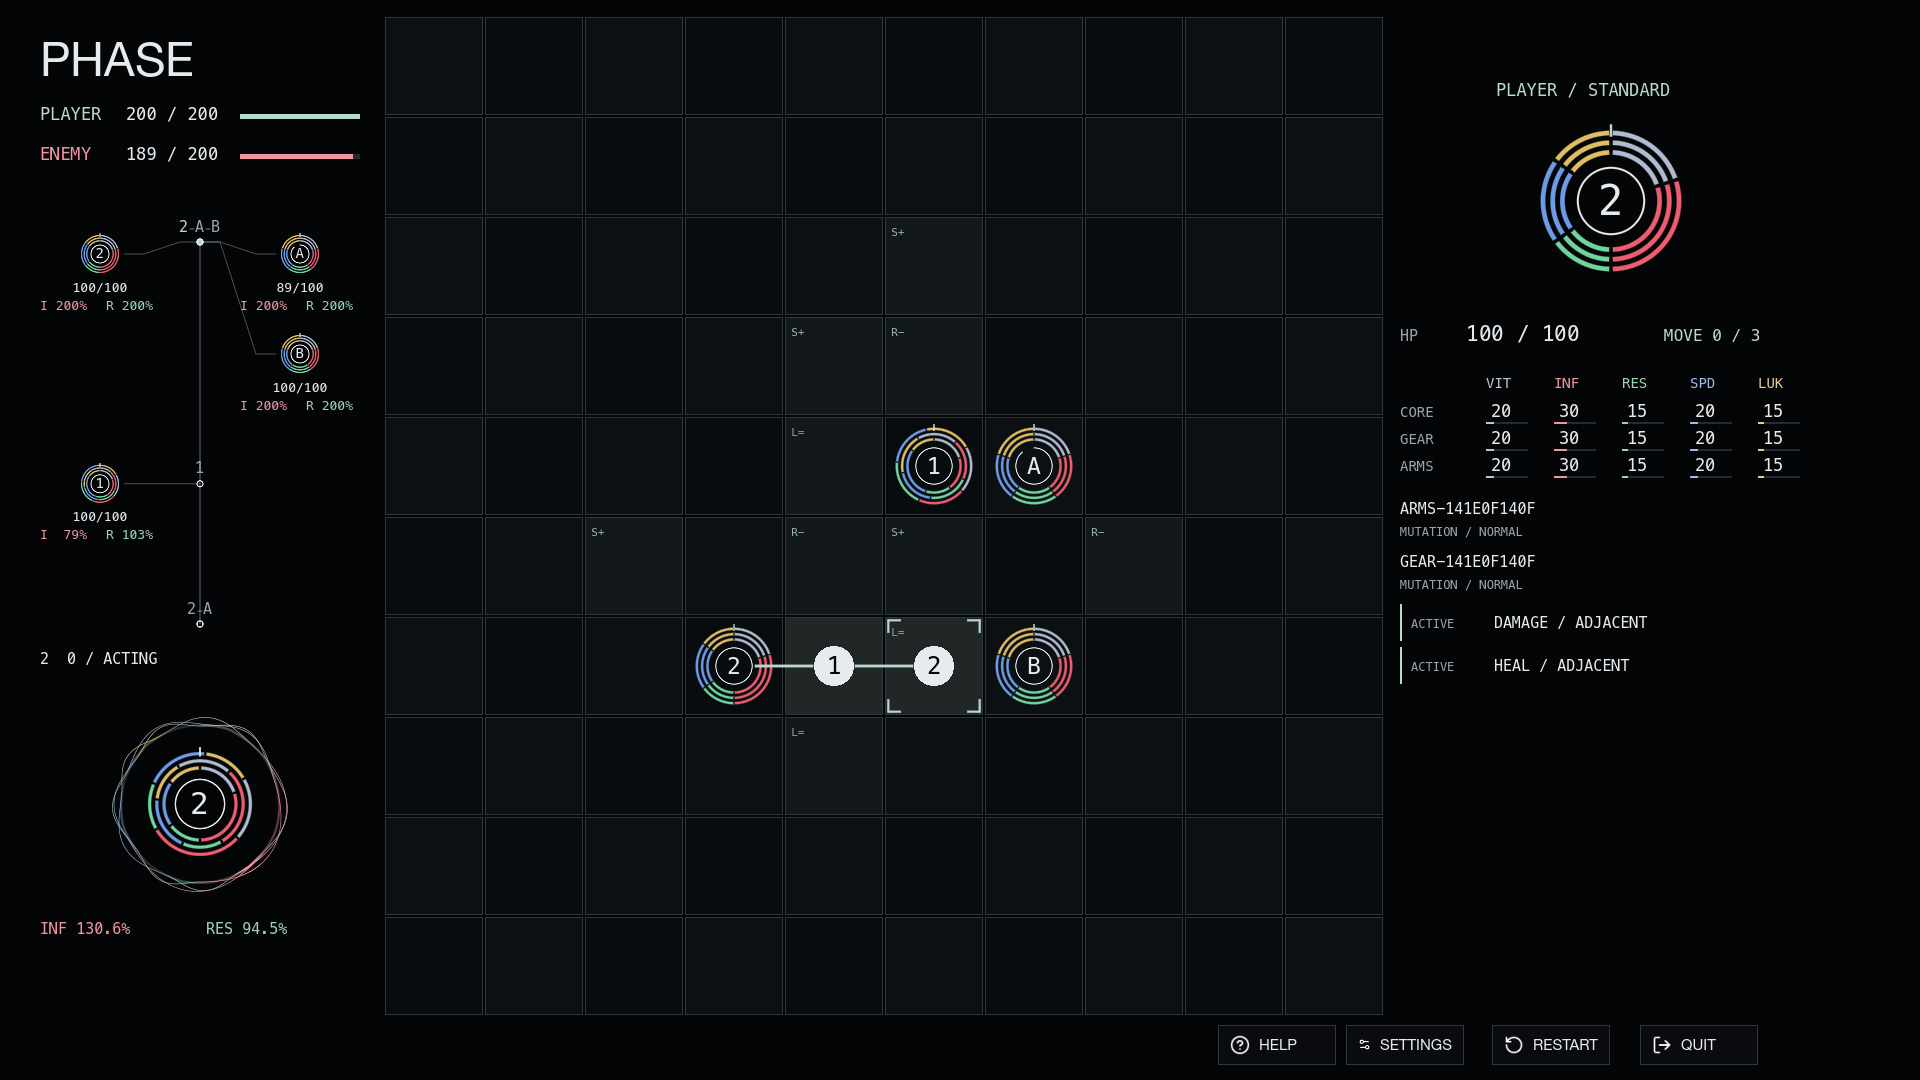 PHASE
PLAYER 200 / 200
ENEMY 189 / 200
2-A-B
2
100/100
I 200% R 200%
A
89/100
I 200% R 200%
B
100/100
I 200% R 200%
1
1
100/100
I 79% R 103%
2-A
2 0 / ACTING
2
INF 130.6% RES 94.5%
S+
S+ R−
L= 1 A
S+ R− S+ R−
2 1 L= 2 B
L=
PLAYER / STANDARD
2
HP 100 / 100 MOVE 0 / 3
VIT INF RES SPD LUK
CORE 20 30 15 20 15
GEAR 20 30 15 20 15
ARMS 20 30 15 20 15
ARMS−141E0F140F
MUTATION / NORMAL
GEAR−141E0F140F
MUTATION / NORMAL
ACTIVE DAMAGE / ADJACENT
ACTIVE HEAL / ADJACENT
HELP SETTINGS RESTART QUIT